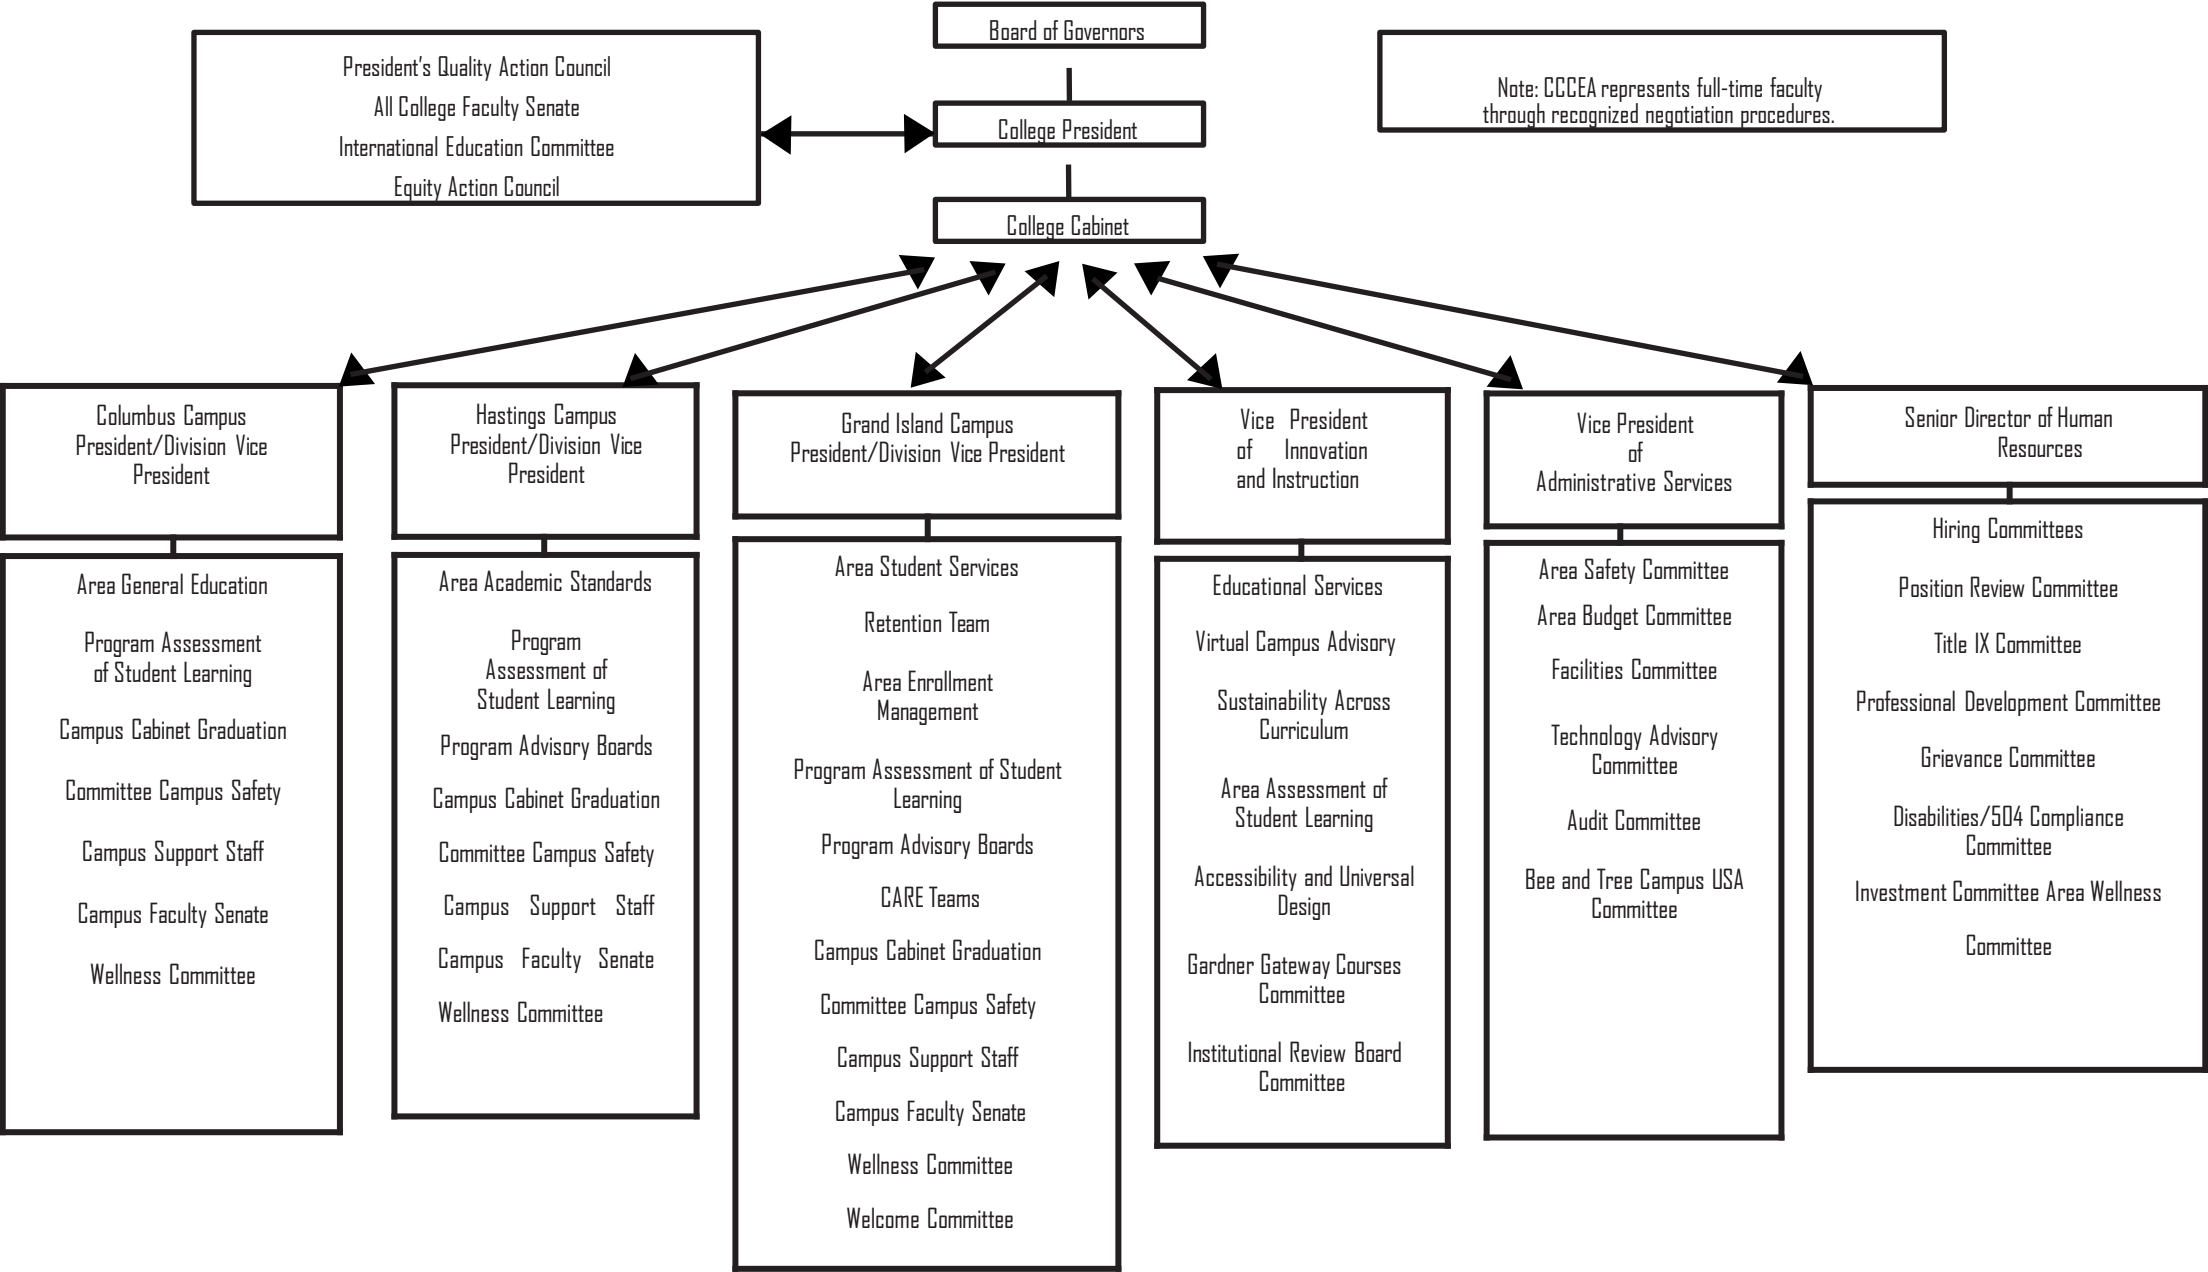 Board of Governors
President's Quality Action Council
All College Faculty Senate
International Education Committee
Equity Action Council
College President
Note: CCCEA represents full-time faculty
through recognized negotiation procedures.
College Cabinet
Columbus Campus
President/Division Vice
President
Area General Education
Program Assessment
of Student Learning
Campus Cabinet Graduation
Committee Campus Safety
Campus Support Staff
Campus Faculty Senate
Wellness Committee
Hastings Campus
President/Division Vice
President
Area Academic Standards
Program
Assessment of
Student Learning
Program Advisory Boards
Campus Cabinet Graduation
Committee Campus Safety
Campus Support Staff
Campus Faculty Senate
Wellness Committee
Grand Island Campus
President/Division Vice President
Area Student Services
Retention Team
Area Enrollment
Management
Program Assessment of Student
Learning
Program Advisory Boards
CARE Teams
Campus Cabinet Graduation
Committee Campus Safety
Campus Support Staff
Campus Faculty Senate
Wellness Committee
Welcome Committee
Vice President
of Innovation
and Instruction
Educational Services
Virtual Campus Advisory
Sustainability Across
Curriculum
Area Assessment of
Student Learning
Accessibility and Universal
Design
Gardner Gateway Courses
Committee
Institutional Review Board
Committee
Vice President
of
Administrative Services
Area Safety Committee
Area Budget Committee
Facilities Committee
Technology Advisory
Committee
Audit Committee
Bee and Tree Campus USA
Committee
Senior Director of Human
Resources
Hiring Committees
Position Review Committee
Title IX Committee
Professional Development Committee
Grievance Committee
Disabilities/504 Compliance
Committee
Investment Committee Area Wellness
Committee